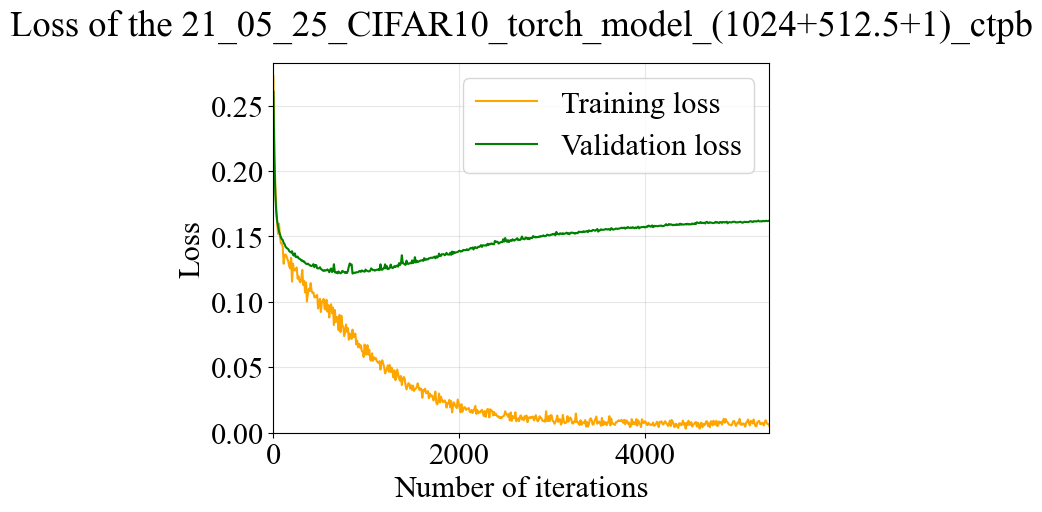 Loss of the 21_05_25_CIFAR10_torch_model_(1024+512.5+1)_ctpb
Training loss
Validation loss
Loss
0.25
0.20
0.15
0.10
0.05
0.00
0 2000 4000
Number of iterations